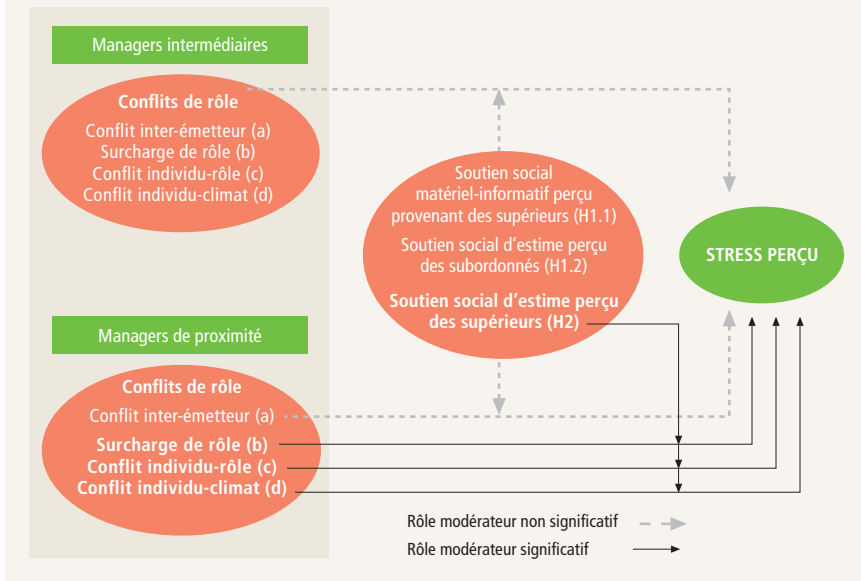 Managers intermédiaires
Conflits de rôle
Conflit inter-émetteur (a)
Surcharge de rôle (b)
Conflit individu-rôle (c)
Conflit individu-climat (d)
Soutien social
matériel-informatif perçu
provenant des supérieurs (H1.1)
Soutien social d'estime perçu
des subordonnés (H1.2)
Soutien social d'estime perçu
des supérieurs (H2)
STRESS PERÇU
Managers de proximité
Conflits de rôle
Conflit inter-émetteur (a)
Surcharge de rôle (b)
Conflit individu-rôle (c)
Conflit individu-climat (d)
Rôle modérateur non significatif
Rôle modérateur significatif